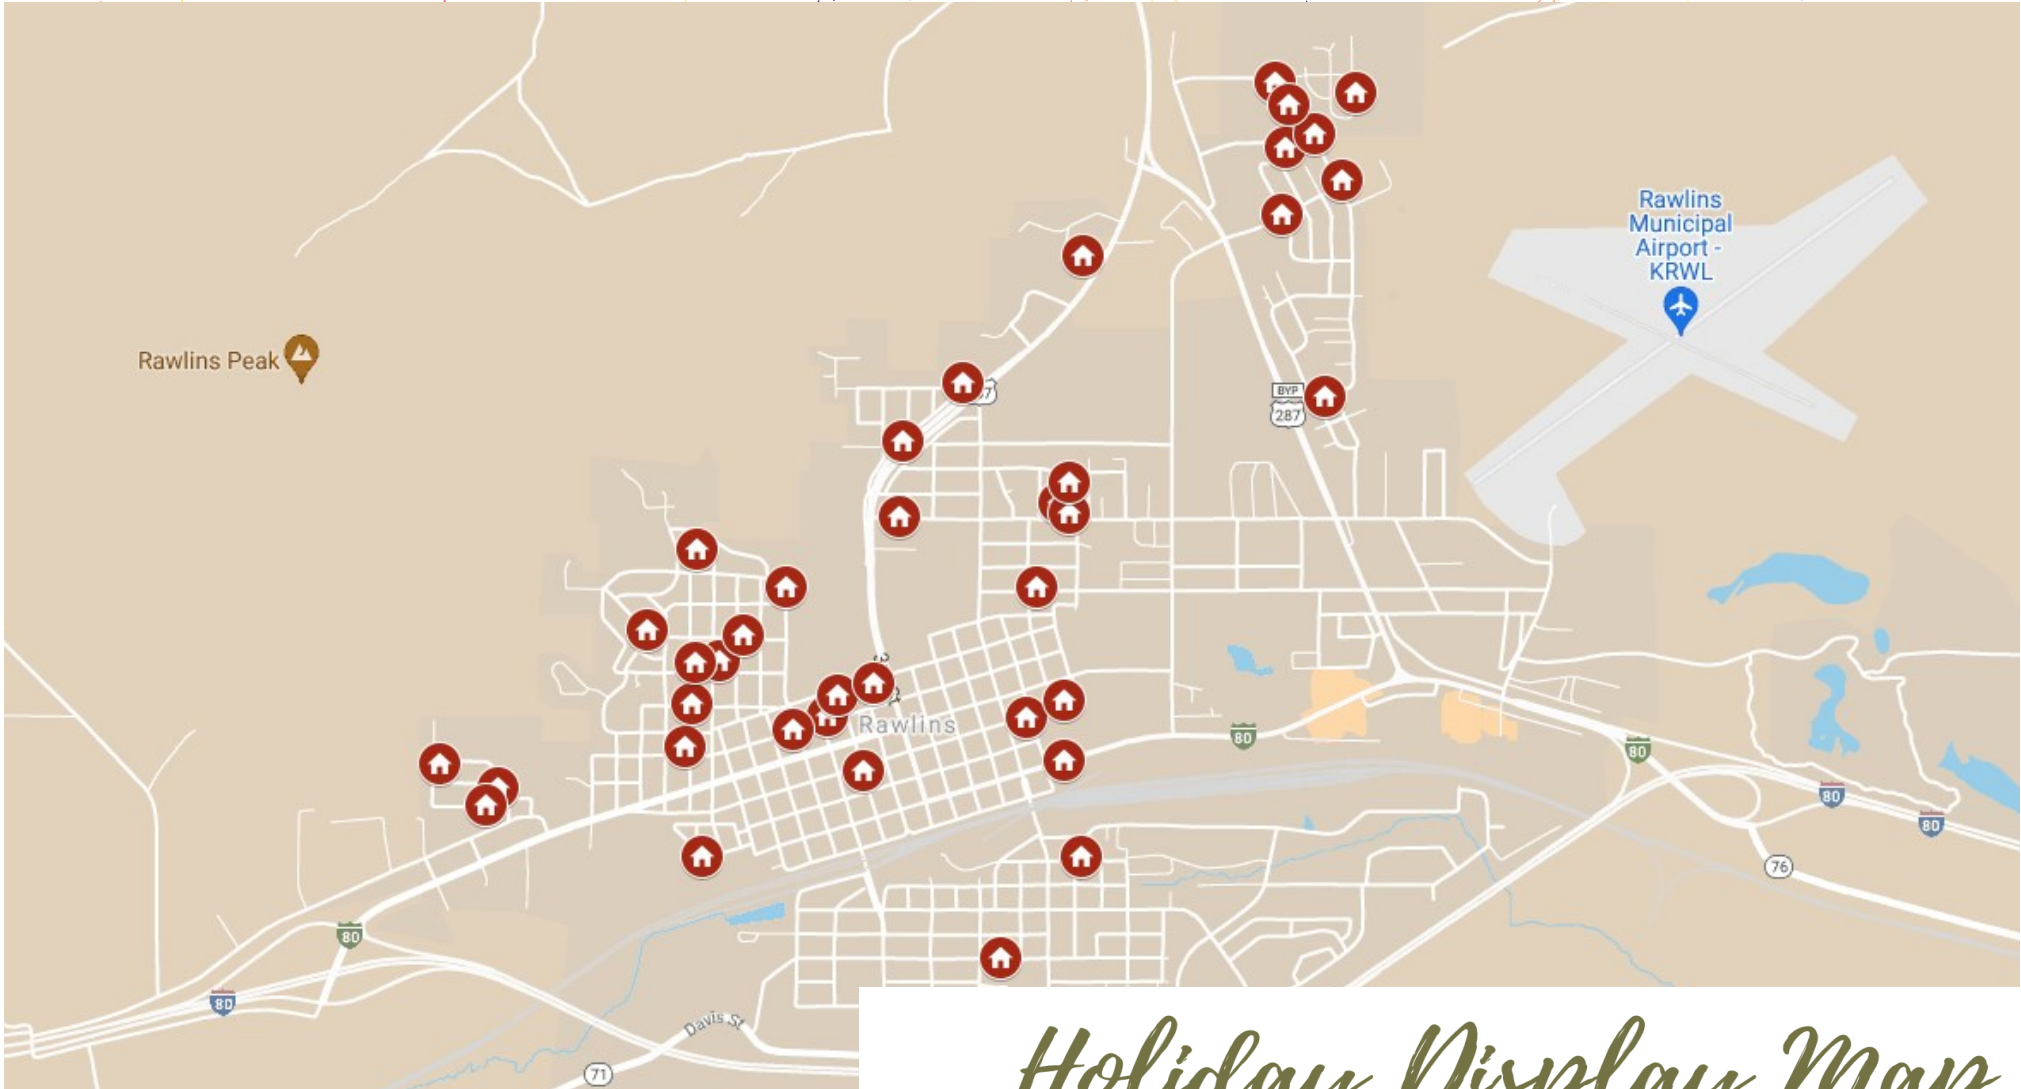 Rawlins
Municipal
Airport -
KRWL
Rawlins Peak
BYP
287
Rawlins
80
80
80
80
76
80
80
Davis St
71
Holiday Display Map